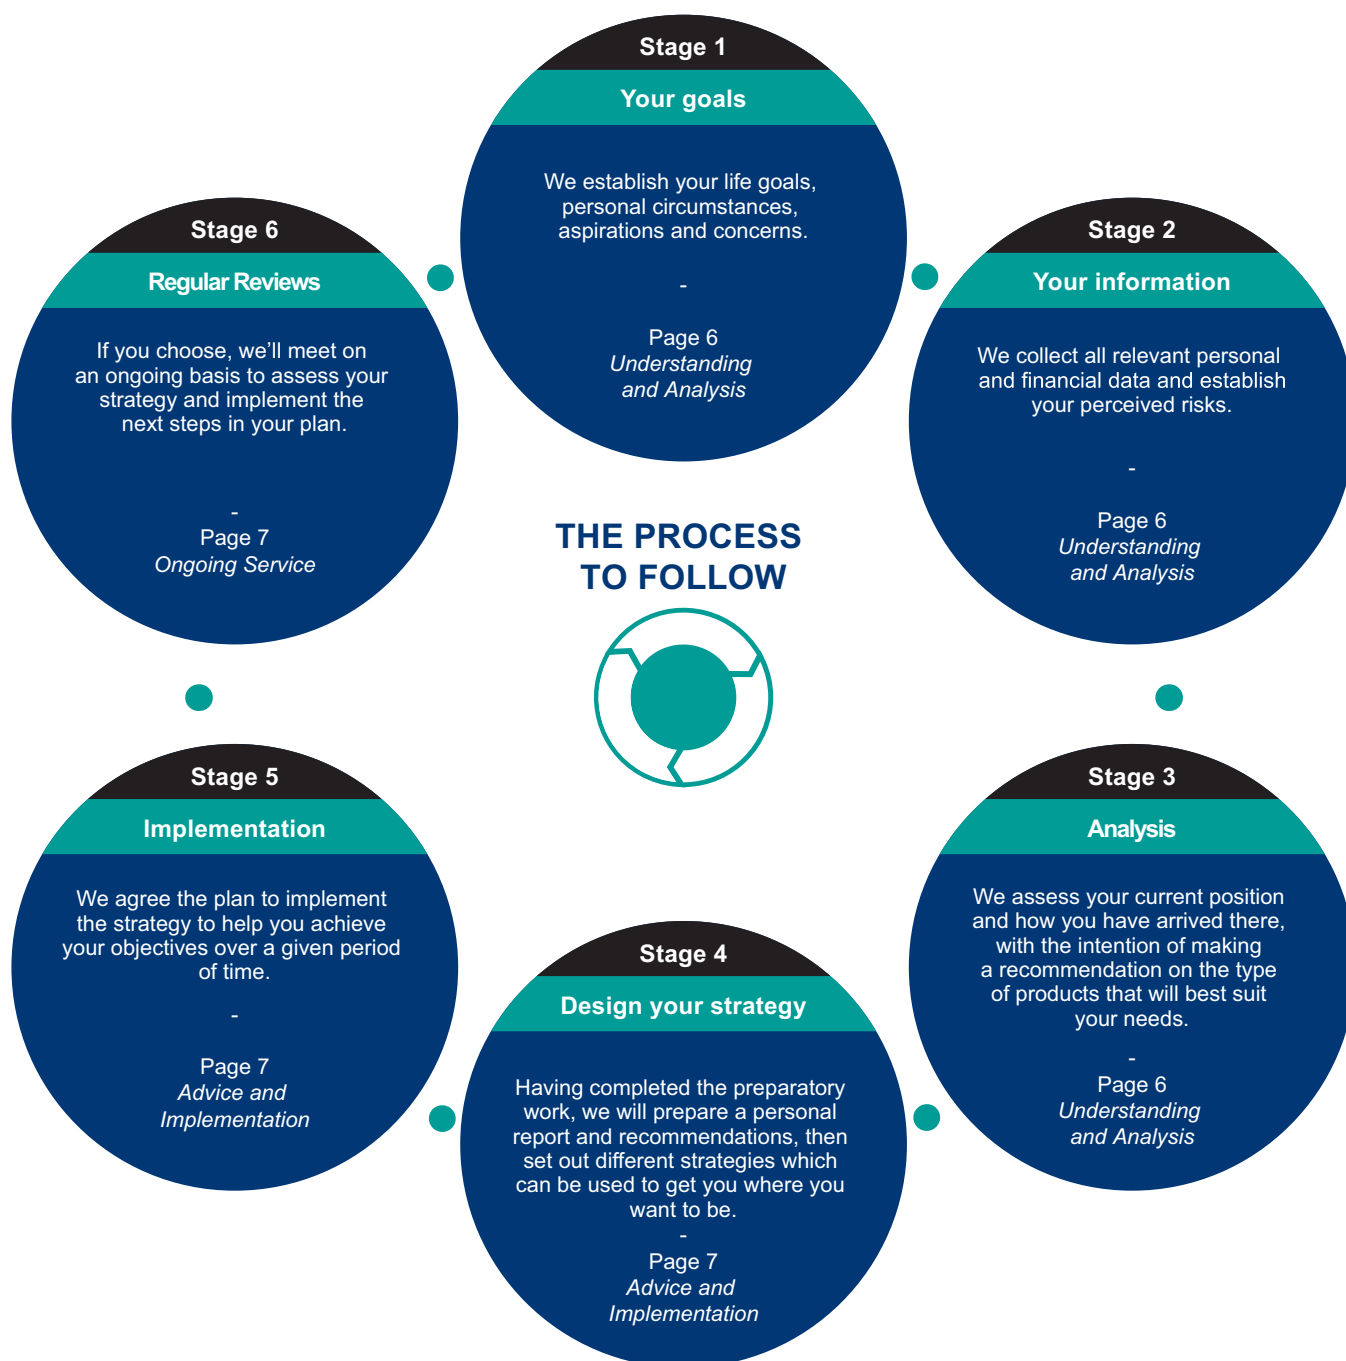 Stage 1
Your goals
We establish your life goals,
personal circumstances,
aspirations and concerns.
-
Page 6
Understanding
and Analysis
Stage 2
Your information
We collect all relevant personal
and financial data and establish
your perceived risks.
-
Page 6
Understanding
and Analysis
Stage 3
Analysis
We assess your current position
and how you have arrived there,
with the intention of making
a recommendation on the type
of products that will best suit
your needs.
-
Page 6
Understanding
and Analysis
Stage 4
Design your strategy
Having completed the preparatory
work, we will prepare a personal
report and recommendations, then
set out different strategies which
can be used to get you where you
want to be.
-
Page 7
Advice and
Implementation
Stage 5
Implementation
We agree the plan to implement
the strategy to help you achieve
your objectives over a given period
of time.
-
Page 7
Advice and
Implementation
Stage 6
Regular Reviews
If you choose, we’ll meet on
an ongoing basis to assess your
strategy and implement the
next steps in your plan.
-
Page 7
Ongoing Service
THE PROCESS
TO FOLLOW